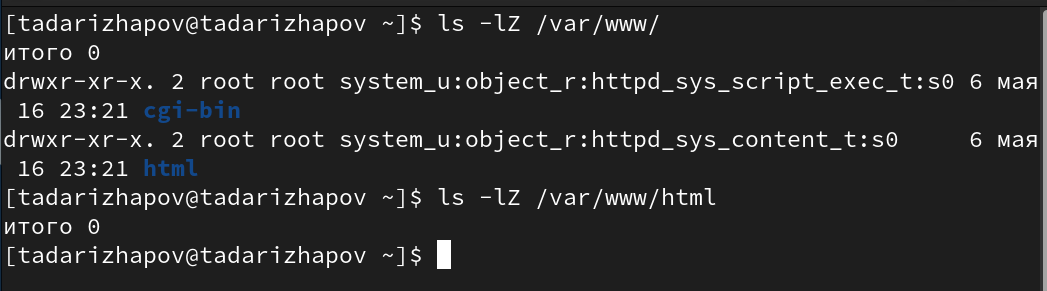 [tadarizhapov@tadarizhapov ~]$ ls -lZ /var/www/
итого 0
drwxr-xr-x. 2 root root system_u:object_r:httpd_sys_script_exec_t:s0 6 мая
 16 23:21 cgi-bin
drwxr-xr-x. 2 root root system_u:object_r:httpd_sys_content_t:s0     6 мая
 16 23:21 html
[tadarizhapov@tadarizhapov ~]$ ls -lZ /var/www/html
итого 0
[tadarizhapov@tadarizhapov ~]$